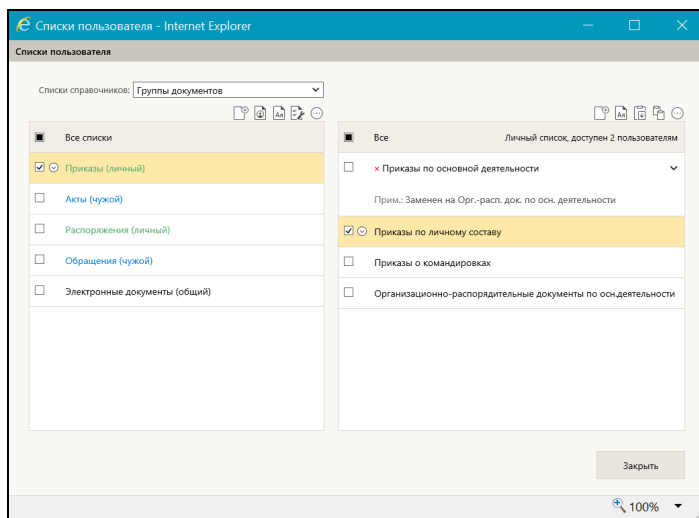 Списки пользователя - Internet Explorer
Списки пользователя
Списки справочников: Группы документов
Все списки
Приказы (личный)
Акты (чужой)
Распоряжения (личный)
Обращения (чужой)
Электронные документы (общий)
Все Личный список, доступен 2 пользователям
× Приказы по основной деятельности
Прим.: Заменен на Орг.-расп. док. по осн. деятельности
Приказы по личному составу
Приказы о командировках
Организационно-распорядительные документы по осн.деятельности
Закрыть
100%